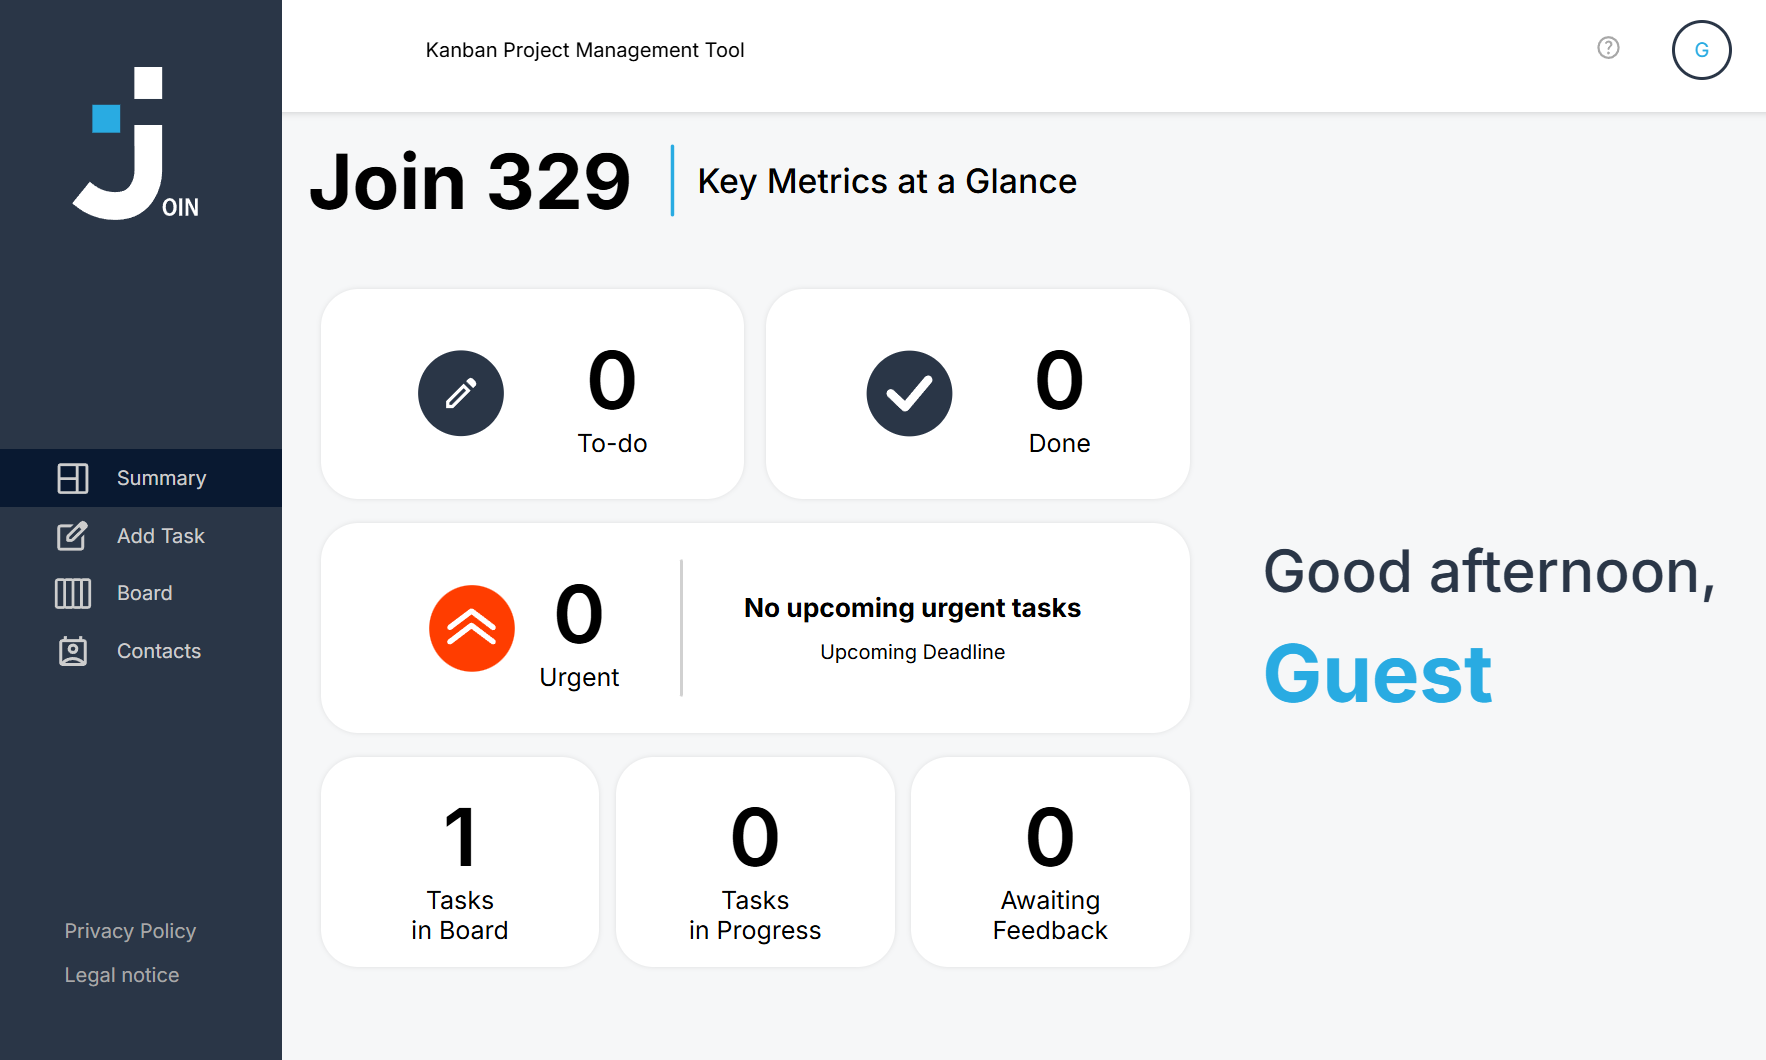 OIN
Kanban Project Management Tool
G
Join 329
Key Metrics at a Glance
Summary
Add Task
Board
Contacts
Privacy Policy
Legal notice
0
To-do
0
Done
0
Urgent
No upcoming urgent tasks
Upcoming Deadline
1
Tasks
in Board
0
Tasks
in Progress
0
Awaiting
Feedback
Good afternoon,
Guest